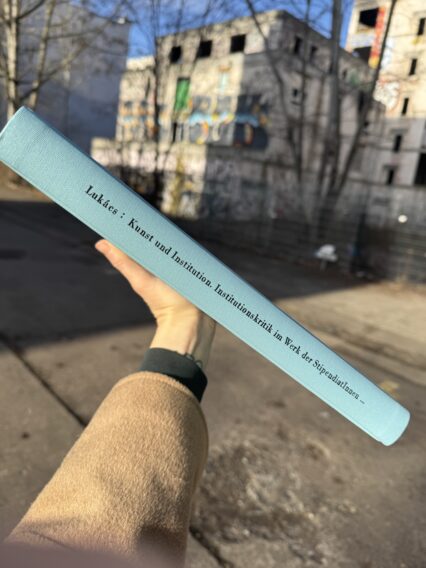 Lukács : Kunst und Institution. Institutionskritik im Werk der StipendiatInnen –